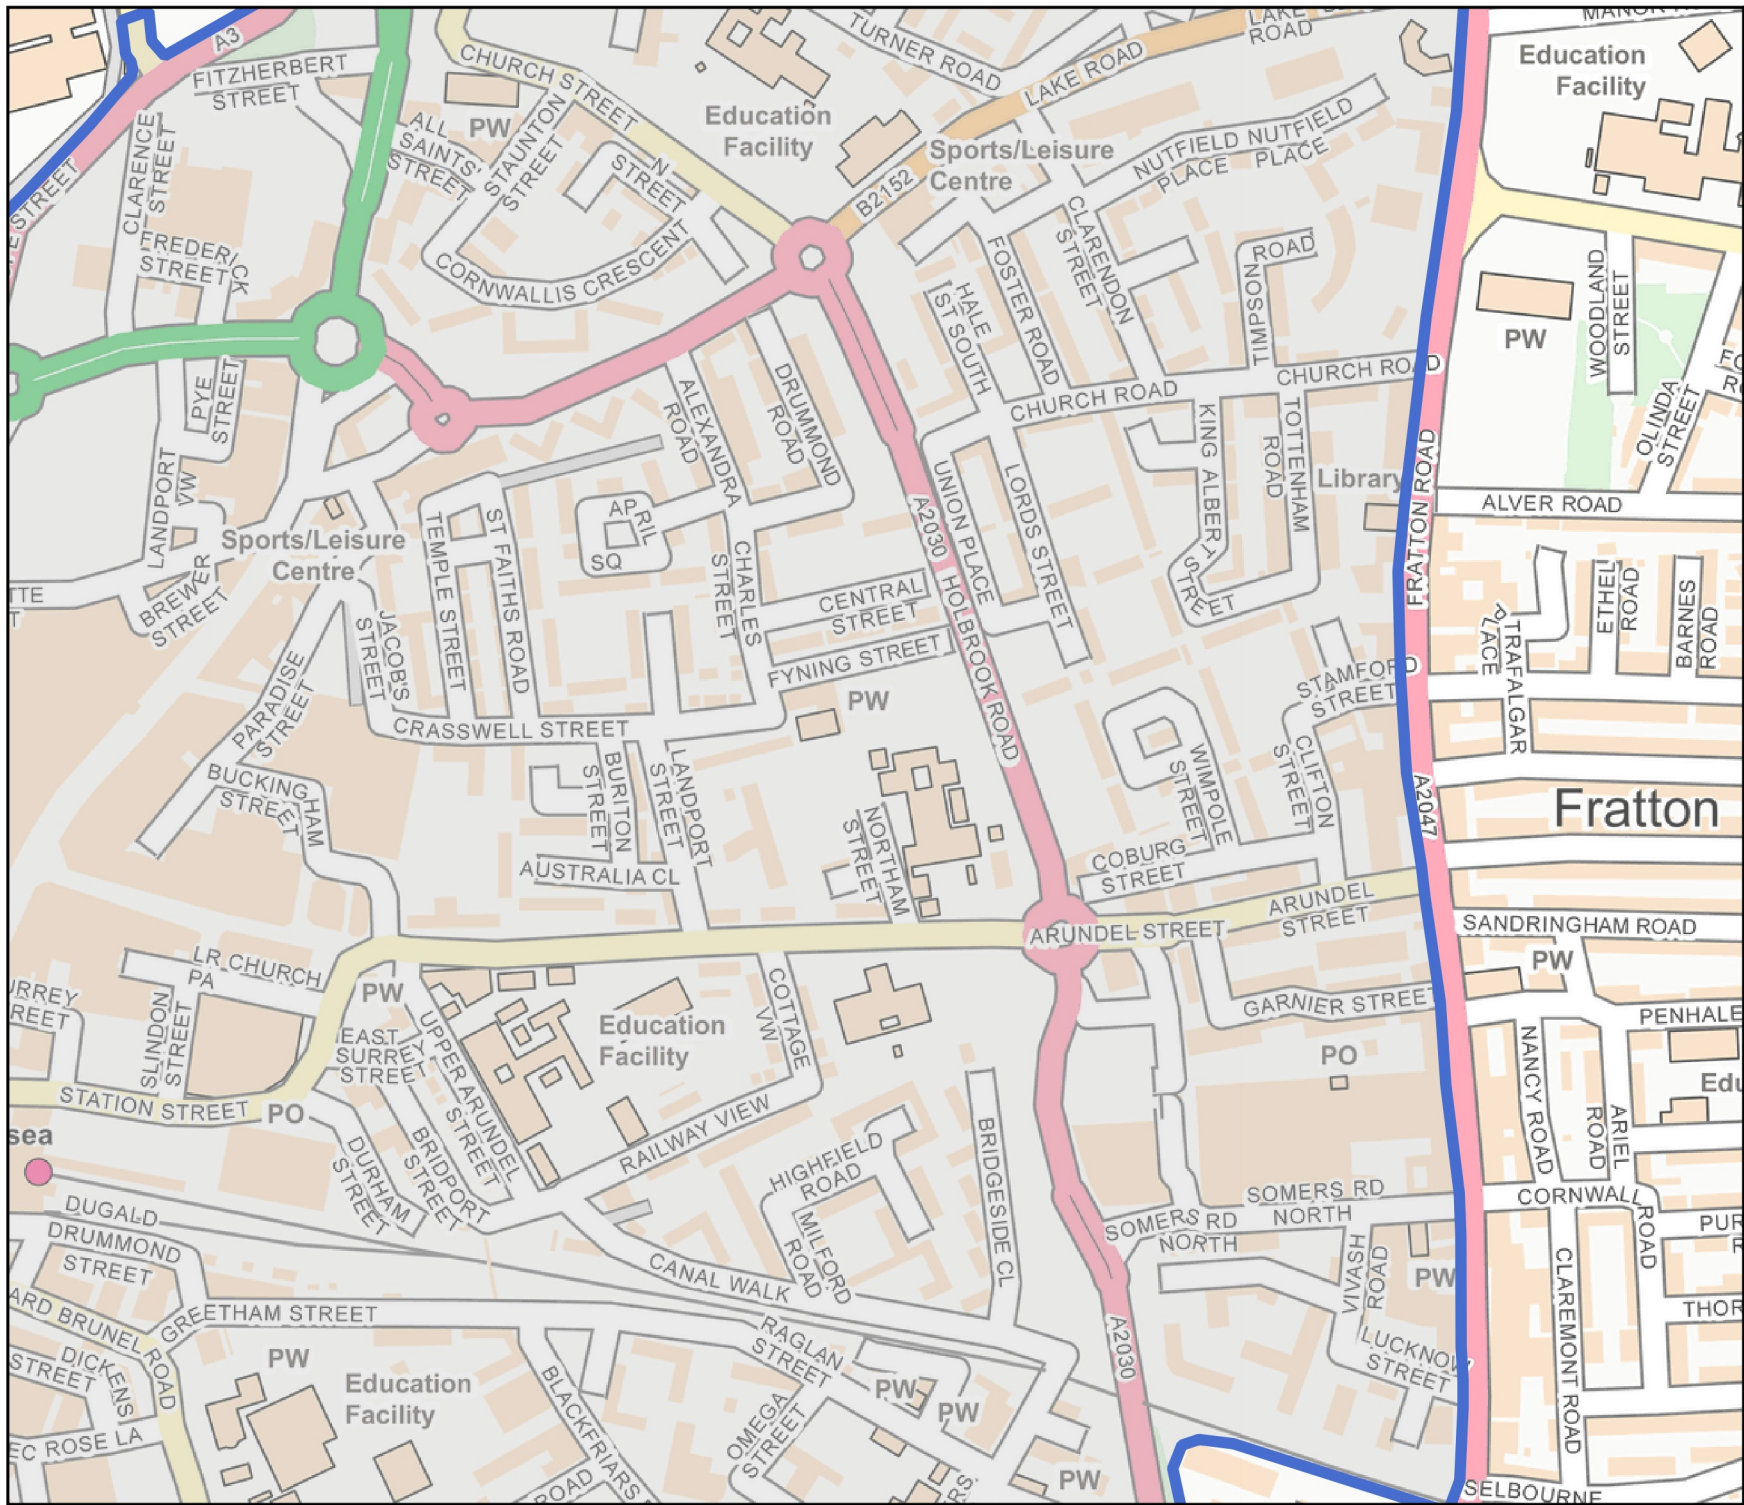 A3
FITZHERBERT
STREET
CHURCH STREET
TURNER ROAD
LAKE ROAD
LAKE
ROAD
Education
Facility
Education
Facility
CLARENCE
STREET
ALL
SAINTS'
STREET
PW
STAUNTON
STREET
N
STREET
B2152
Sports/Leisure
Centre
NUTFIELD
PLACE
NUTFIELD
PLACE
STREET
FREDERICK
STREET
CORNWALLIS CRESCENT
HALE
ST SOUTH
FOSTER ROAD
CLARENDON
STREET
TIMPSON
ROAD
PW
WOODLAND
STREET
OLINDA
STREET
PYE
STREET
ALEXANDRA
ROAD
DRUMMOND
ROAD
CHURCH ROAD
CHURCH ROAD
LANDPORT
VW
KING ALBERT
STREET
TOTTENHAM
ROAD
Library
FRATTON ROAD
ALVER ROAD
Sports/Leisure
Centre
BREWER
STREET
TEMPLE STREET
ST FAITHS ROAD
APRIL
SQ
CHARLES
STREET
A2030
HOLBROOK ROAD
UNION PLACE
LORDS STREET
CENTRAL
STREET
FYNING STREET
ETHEL
ROAD
BARNES
ROAD
TRAFALGAR
PLACE
JACOB'S
STREET
PARADISE
STREET
CRASSWELL STREET
PW
STAMFORD
STREET
BUCKINGHAM
STREET
BURITON
STREET
LANDPORT
STREET
WIMPOLE
STREET
CLIFTON
STREET
A2047
Fratton
AUSTRALIA CL
NORTHAM
STREET
COBURG
STREET
ARUNDEL STREET
ARUNDEL
STREET
SANDRINGHAM ROAD
PW
LR CHURCH
PA
SLINDON
STREET
PW
EAST
SURREY
STREET
UPPER ARUNDEL
STREET
Education
Facility
COTTAGE
VW
GARNIER STREET
PO
PENHALE
NANCY ROAD
ARIEL
ROAD
Edu
STATION STREET
PO
sea
DURHAM
STREET
BRIDPORT
STREET
RAILWAY VIEW
HIGHFIELD
ROAD
MILFORD
ROAD
BRIDGESIDE CL
SOMERS RD
NORTH
SOMERS RD
NORTH
CORNWALL
ROAD
PUR
DUGALD
DRUMMOND
STREET
CANAL WALK
VIVASH
ROAD
PW
CLAREMONT ROAD
THOR
ARD BRUNEL ROAD
GREETHAM STREET
RAGLAN
STREET
A2030
LUCKNOW
STREET
STREET
DICKENS
PW
Education
Facility
BLACKFRIARS
ROAD
OMEGA
STREET
PW
PW
EC ROSE LA
PW
SELBOURNE